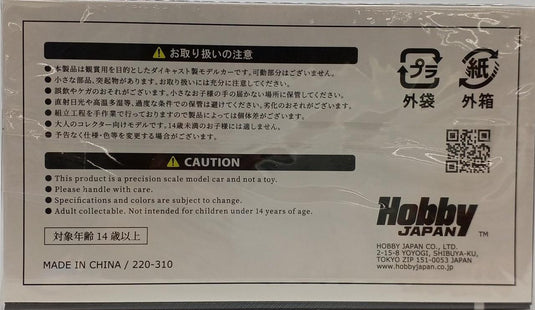 お取り扱いの注意
● 本製品は観賞用を目的としたダイキャスト製モデルカーです。可動部分はございません。
● 小さな部品、突起物があります。お取り扱いには充分に注意してください。
● 誤飲やケガのおそれがございます。小さなお子様の手の届かない場所に保管してください。
● 直射日光や高温多湿等、過度な条件での保管は避けてください。劣化のおそれがございます。
● 組立工程を手作業で行っておりますので製品によっては個体差がございます。
● 大人のコレクター向けモデルです。14歳未満のお子様には適しません。
● 予告なく仕様・色等を変更する場合がございます。
CAUTION
● This product is a precision scale model car and not a toy.
● Please handle with care.
● Specifications and colors are subject to change.
● Adult collectable. Not intended for children under 14 years of age.
対象年齢14歳以上
MADE IN CHINA / 220-310
プラ
外袋
紙
外箱
Hobby
JAPAN
TM
HOBBY JAPAN CO., LTD.
2-15-8 YOYOGI, SHIBUYA-KU,
TOKYO ZIP 151-0053 JAPAN
www.hobbyjapan.co.jp